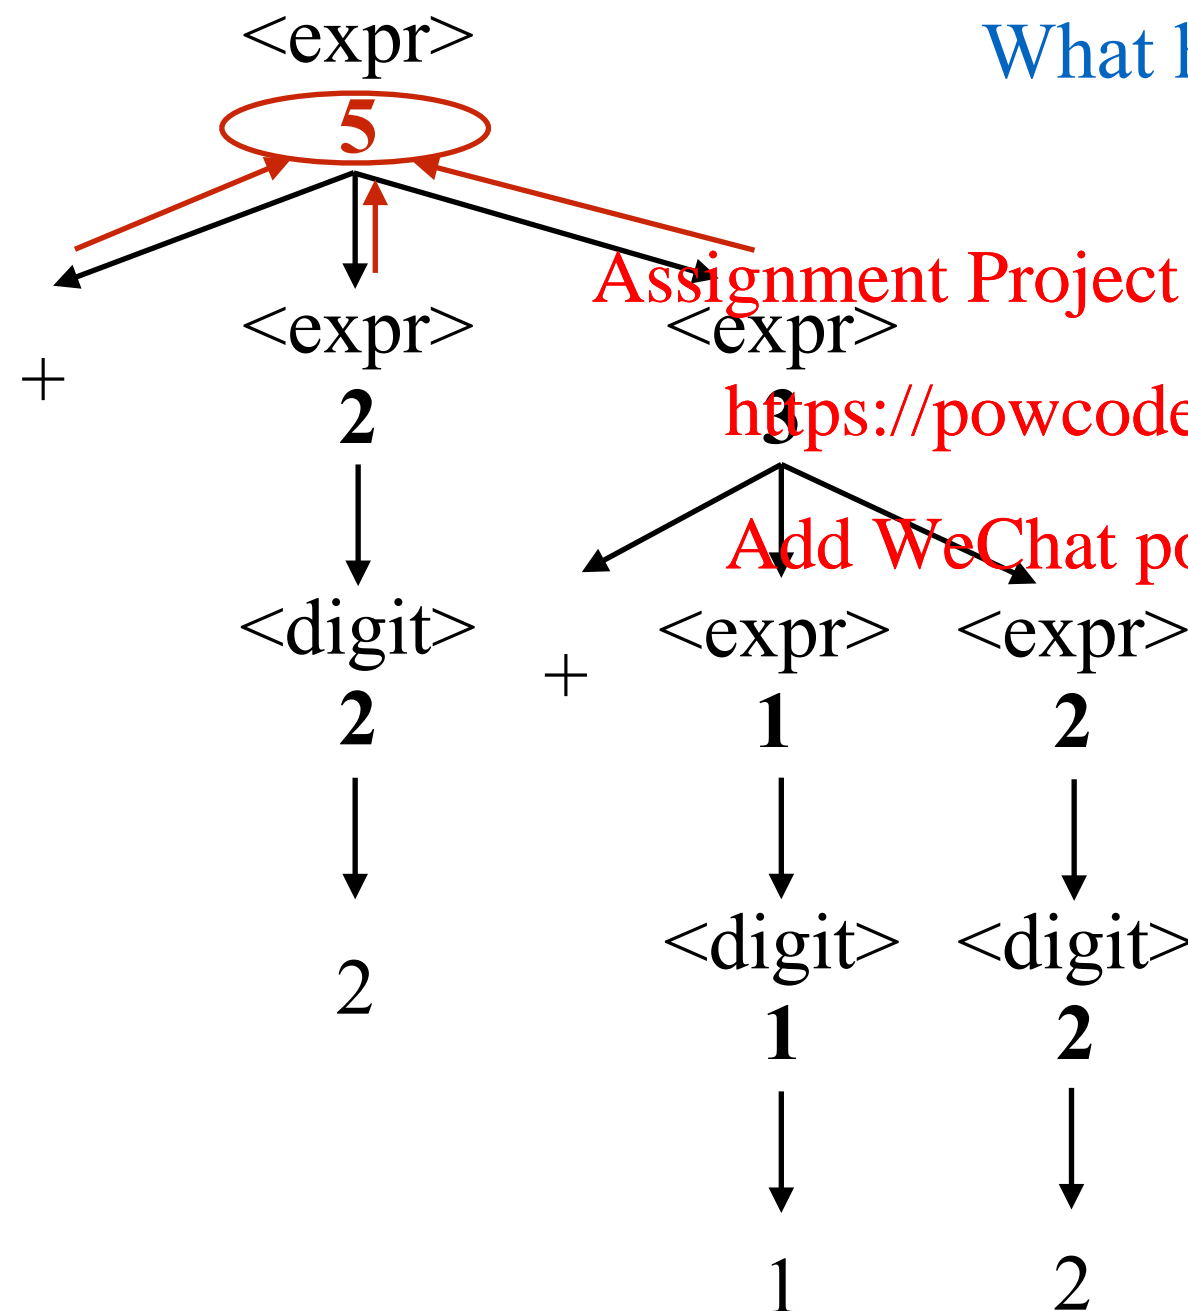 <expr>
What
5
Assignment Project
<expr> <expr>
+
2 3
https://powcode
Add WeChat po
<digit> <expr> <expr>
+
2 1 2
<digit> <digit>
2
1 2
1 2